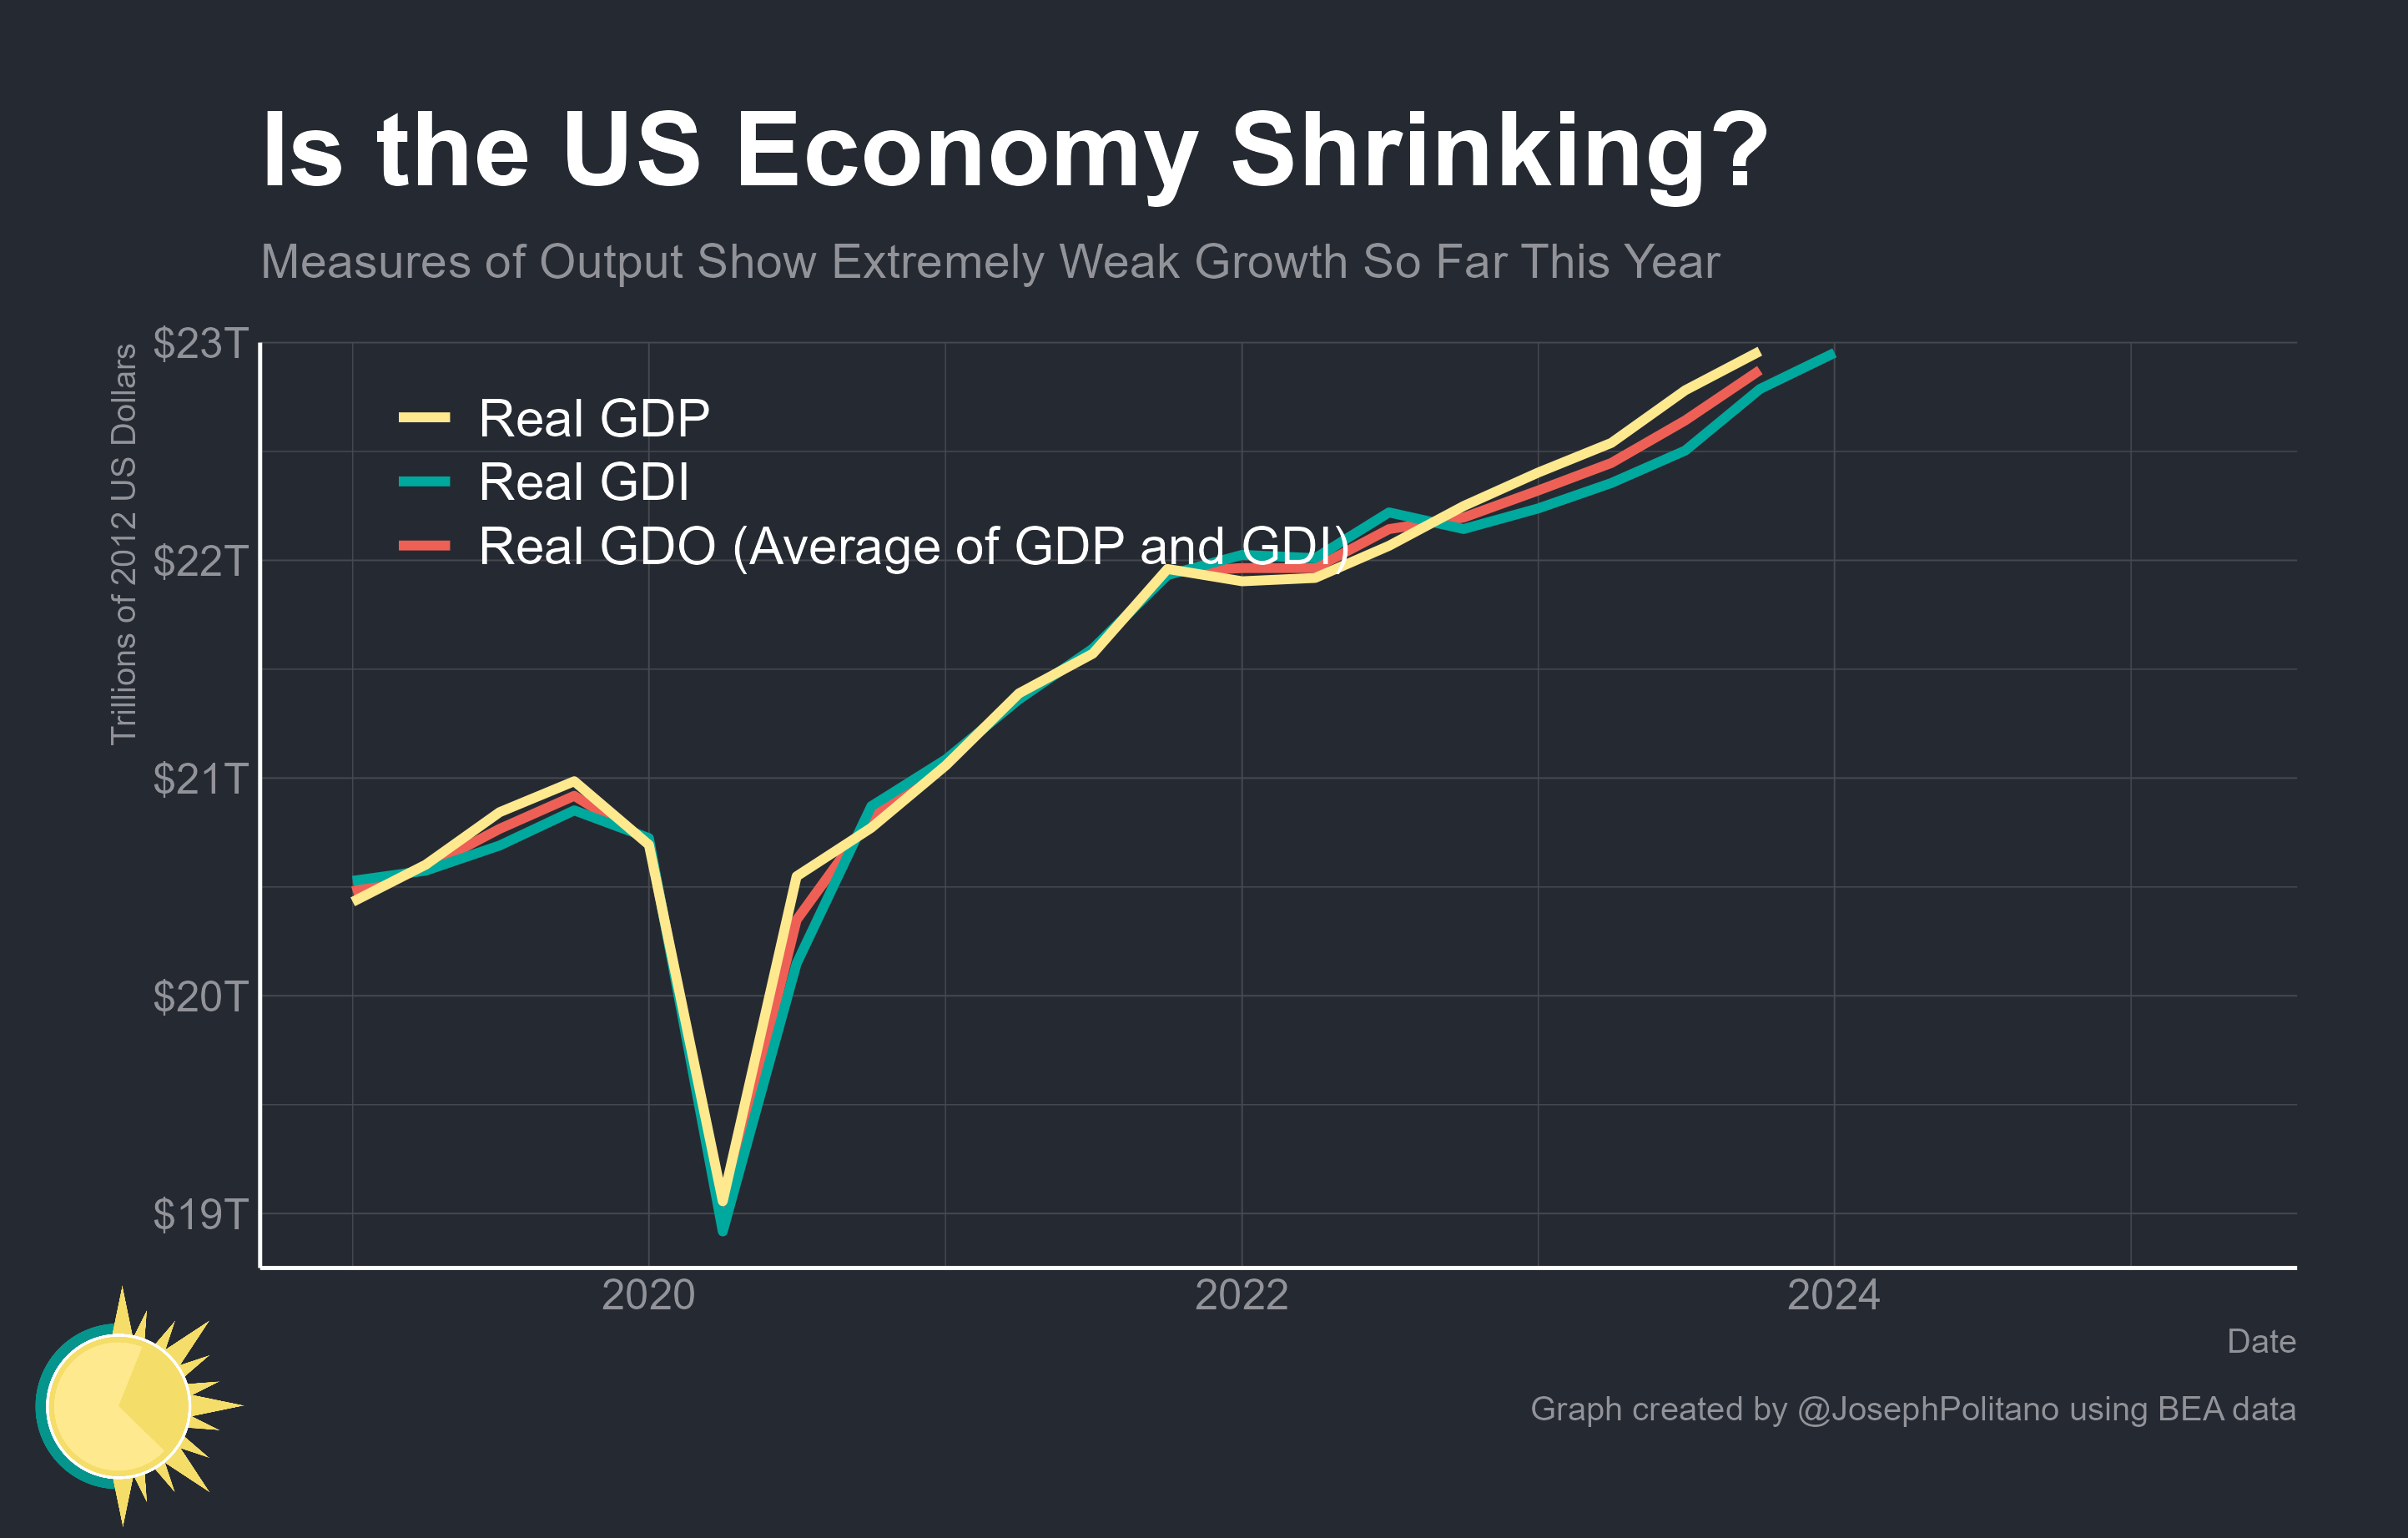 Is the US Economy Shrinking?
Measures of Output Show Extremely Weak Growth So Far This Year
Trillions of 2012 US Dollars
$23T
$22T
$21T
$20T
$19T
Real GDP
Real GDI
Real GDO (Average of GDP and GDI)
2020
2022
2024
Date
Graph created by @JosephPolitano using BEA data